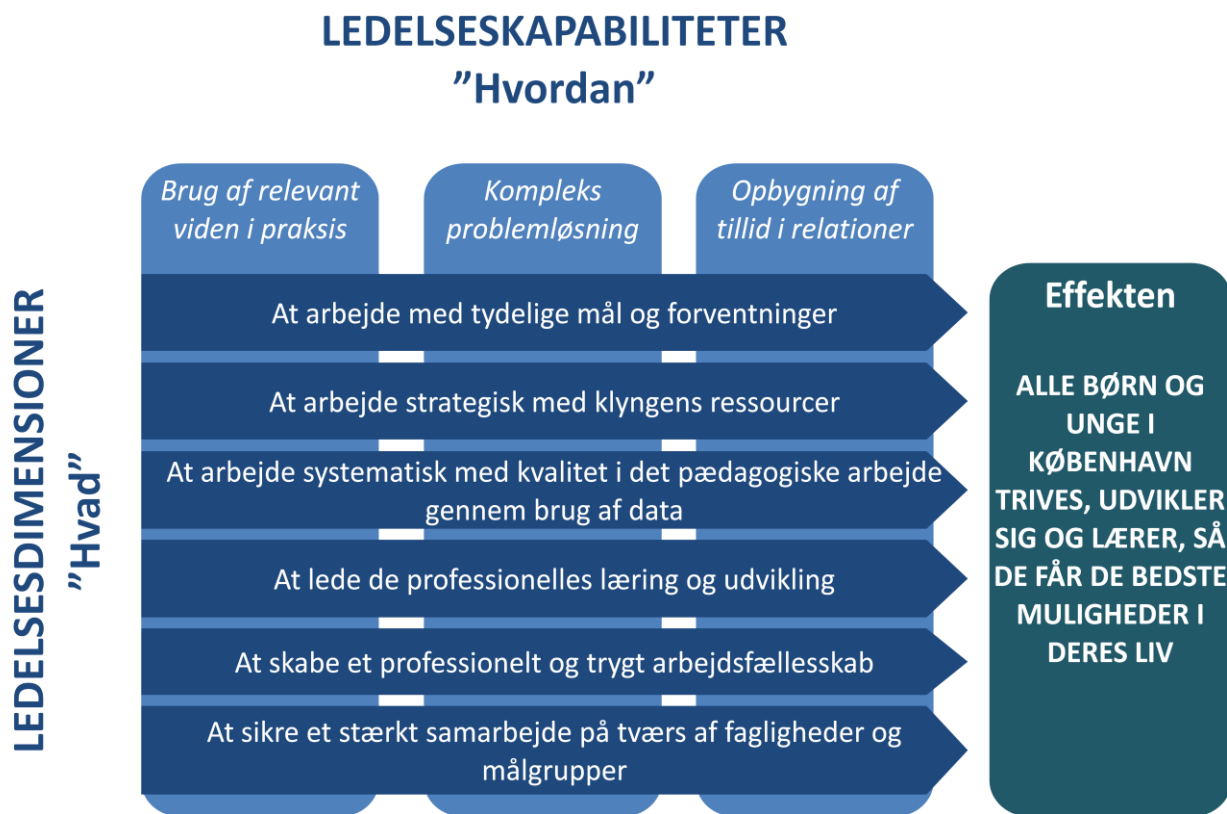 LEDELSESKAPABILITETER
”Hvordan”
Brug af relevant
viden i praksis
Kompleks
problemløsning
Opbygning af
tillid i relationer
LEDELSESDIMENSIONER
”Hvad”
At arbejde med tydelige mål og forventninger
At arbejde strategisk med klyngens ressourcer
At arbejde systematisk med kvalitet i det pædagogiske arbejde
gennem brug af data
At lede de professionelles læring og udvikling
At skabe et professionelt og trygt arbejdsfællesskab
At sikre et stærkt samarbejde på tværs af fagligheder og
målgrupper
Effekten
ALLE BØRN OG
UNGE I
KØBENHAVN
TRIVES, UDVIKLER
SIG OG LÆRER, SÅ
DE FÅR DE BEDSTE
MULIGHEDER I
DERES LIV